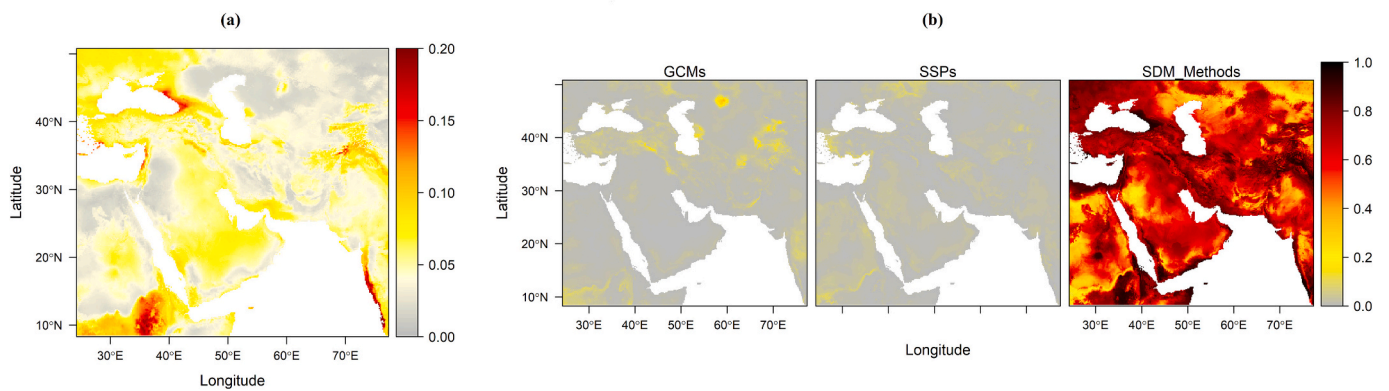 (a)
(b)
GCMs
SSPs
SDM_Methods
Latitude
40°N
30°N
20°N
10°N
30°E
40°E
50°E
60°E
70°E
Longitude
0.20
0.15
0.10
0.05
0.00
Latitude
40°N
30°N
20°N
10°N
30°E
40°E
50°E
60°E
70°E
30°E
40°E
50°E
60°E
70°E
Longitude
1.0
0.8
0.6
0.4
0.2
0.0